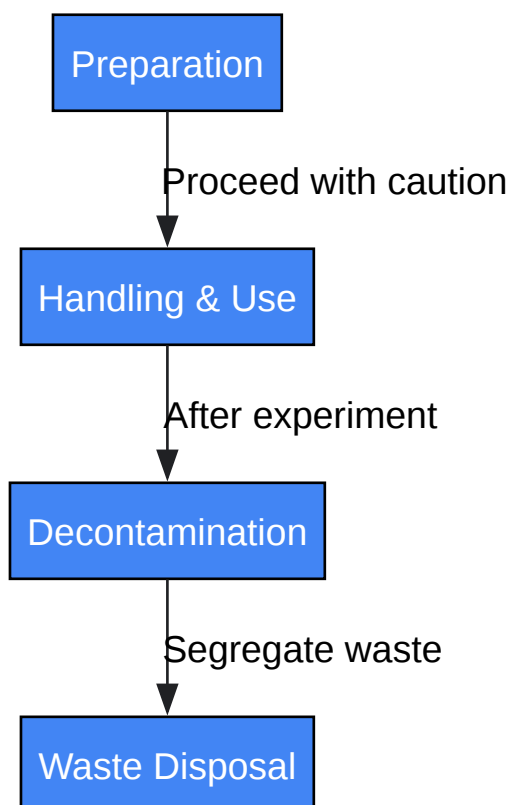 Preparation
Proceed with caution
Handling & Use
After experiment
Decontamination
Segregate waste
Waste Disposal